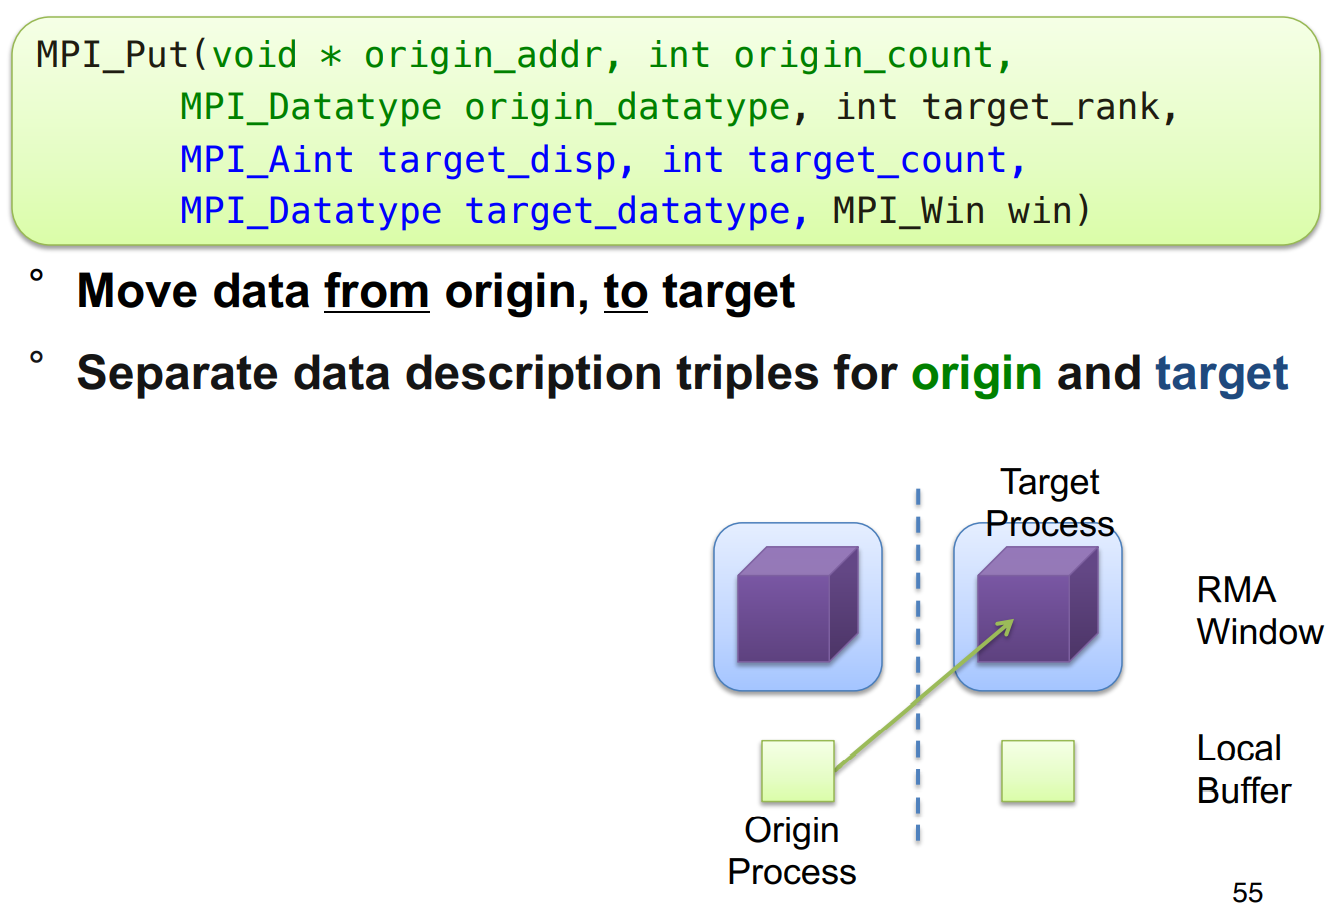 MPI_Put(void * origin_addr, int origin_count,
MPI_Datatype origin_datatype, int target_rank,
MPI_Aint target_disp, int target_count,
MPI_Datatype target_datatype, MPI_Win win)
° Move data from origin, to target
° Separate data description triples for origin and target
Target
Process
RMA
Window
Local
Buffer
Origin
Process
55